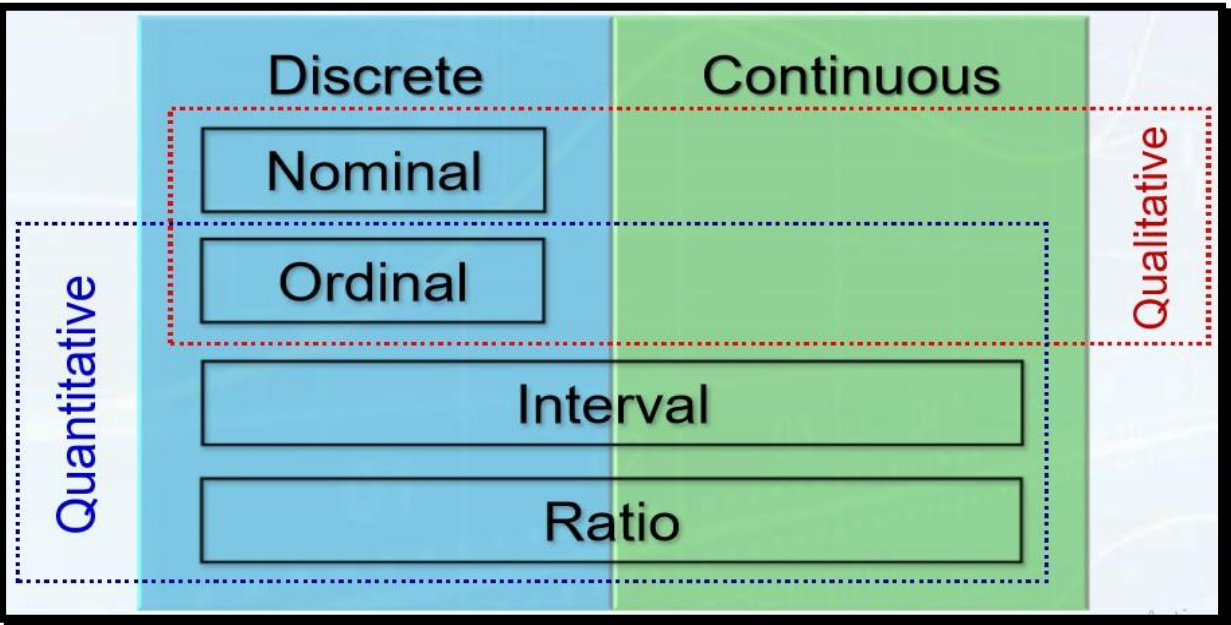 Discrete
Continuous
Nominal
Qualitative
Ordinal
Quantitative
Interval
Ratio